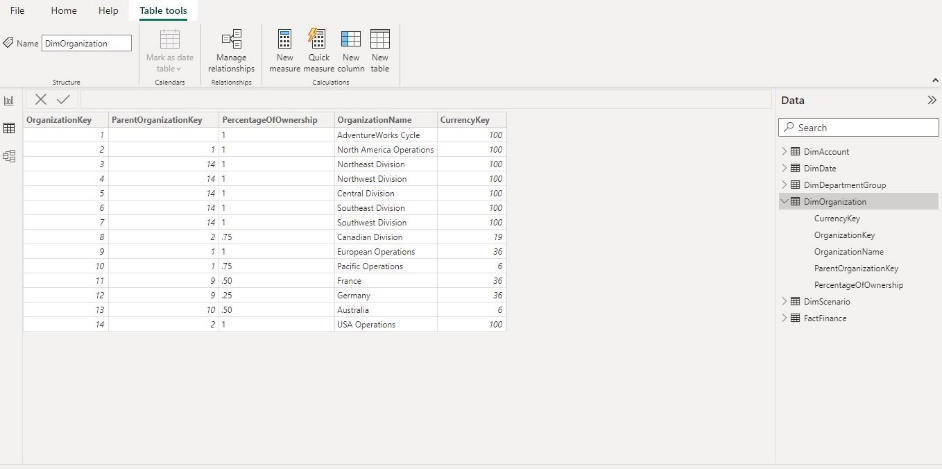 File Home Help Table tools
Name DimOrganization
Mark as date table
Manage relationships
New measure
Quick measure
New column
New table
Structure Calendars Relationships Calculations
Data
Search
DimAccount
DimDate
DimDepartmentGroup
DimOrganization
CurrencyKey
OrganizationKey
OrganizationName
ParentOrganizationKey
PercentageOfOwnership
DimScenario
FactFinance
OrganizationKey ParentOrganizationKey PercentageOfOwnership OrganizationName CurrencyKey
1 1 AdventureWorks Cycle 100
2 1 1 North America Operations 100
3 14 1 Northeast Division 100
4 14 1 Northwest Division 100
5 14 1 Central Division 100
6 14 1 Southeast Division 100
7 14 1 Southwest Division 100
8 2 .75 Canadian Division 19
9 1 1 European Operations 36
10 1 .75 Pacific Operations 6
11 9 .50 France 36
12 9 .25 Germany 36
13 10 .50 Australia 6
14 2 1 USA Operations 100